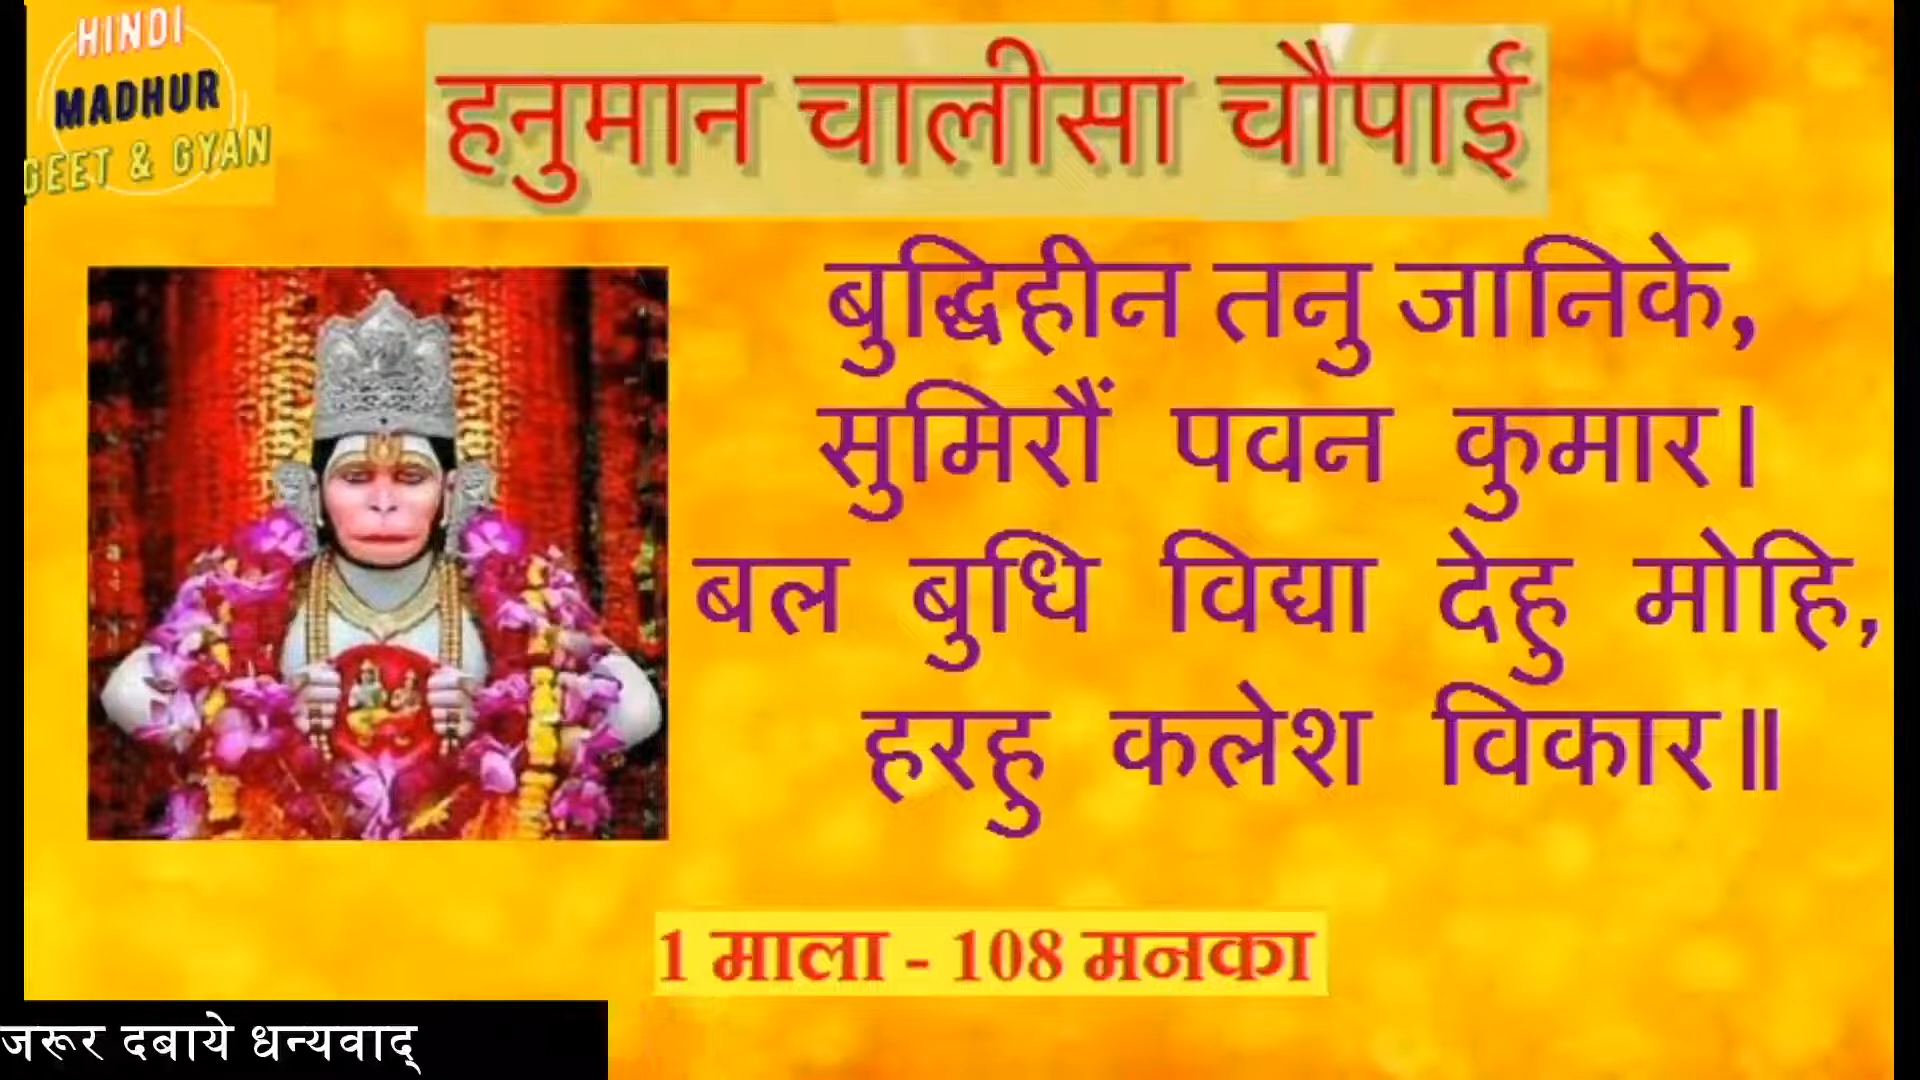 HINDI
MADHUR
GEET & GYAN
हनुमान चालीसा चौपाई
बुद्धिहीन तनु जानिके,
सुमिरौं पवन कुमार।
बल बुधि विद्या देहु मोहि,
हरहु कलेश विकार॥
1 माला - 108 मनका
जरूर दबाये धन्यवाद्